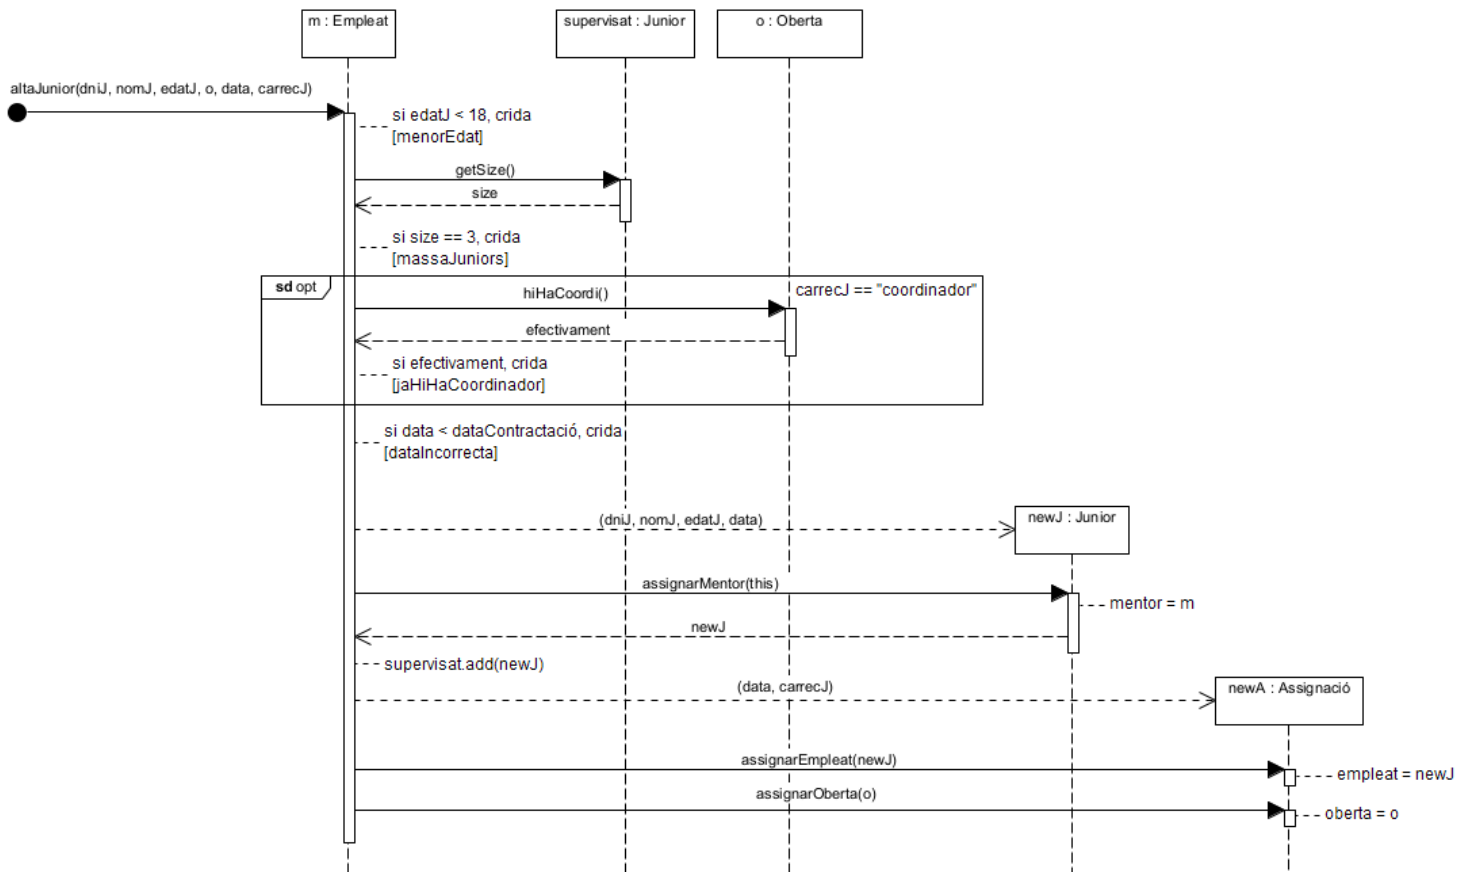 m : Empleat
supervisat : Junior
o : Oberta
altaJunior(dniJ, nomJ, edatJ, o, data, carrecJ)
si edatJ < 18, crida
[menorEdat]
getSize()
size
si size == 3, crida
[massaJuniors]
sd opt
carrecJ == "coordinador"
hiHaCoordi()
efectivament
si efectivament, crida
[jaHiHaCoordinador]
si data < dataContractació, crida
[dataIncorrecta]
(dniJ, nomJ, edatJ, data)
newJ : Junior
assignarMentor(this)
mentor = m
newJ
supervisat.add(newJ)
(data, carrecJ)
newA : Assignació
assignarEmpleat(newJ)
empleat = newJ
assignarOberta(o)
oberta = o